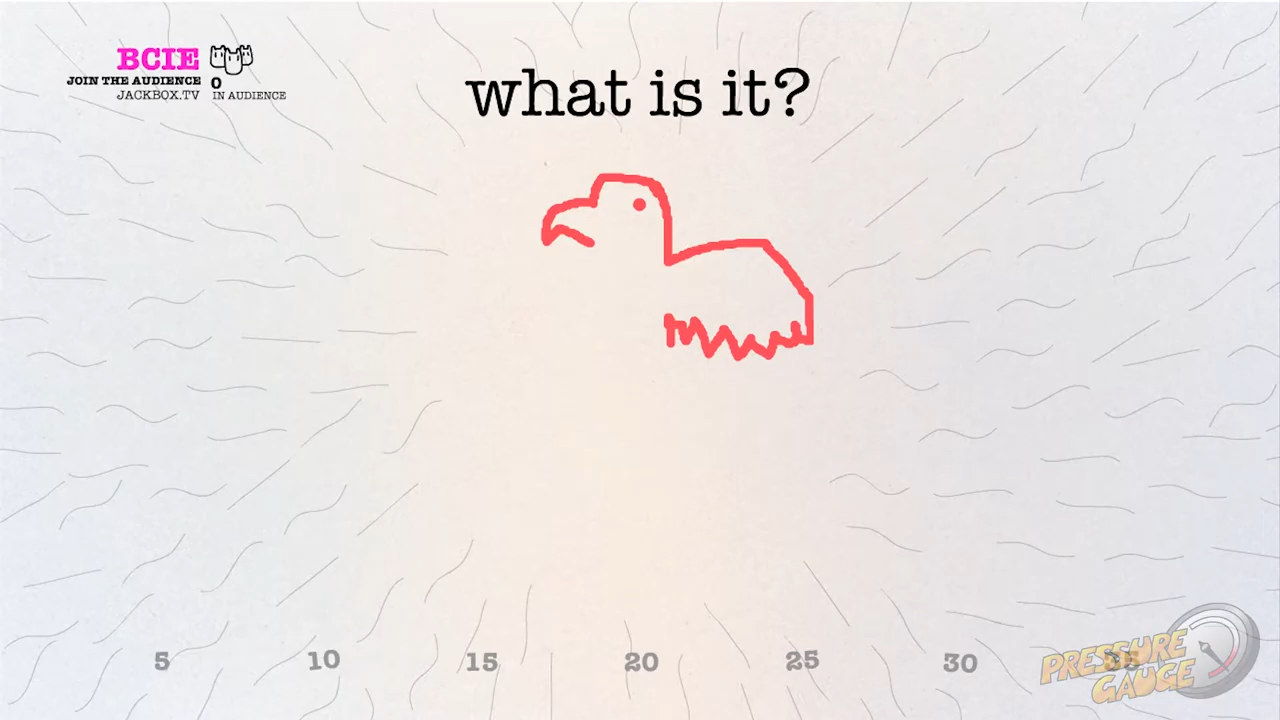 BCIE
JOIN THE AUDIENCE
JACKBOX.TV
0
IN AUDIENCE
what is it?
5 10 15 20 25 30 35
PRESSURE
GAUGE